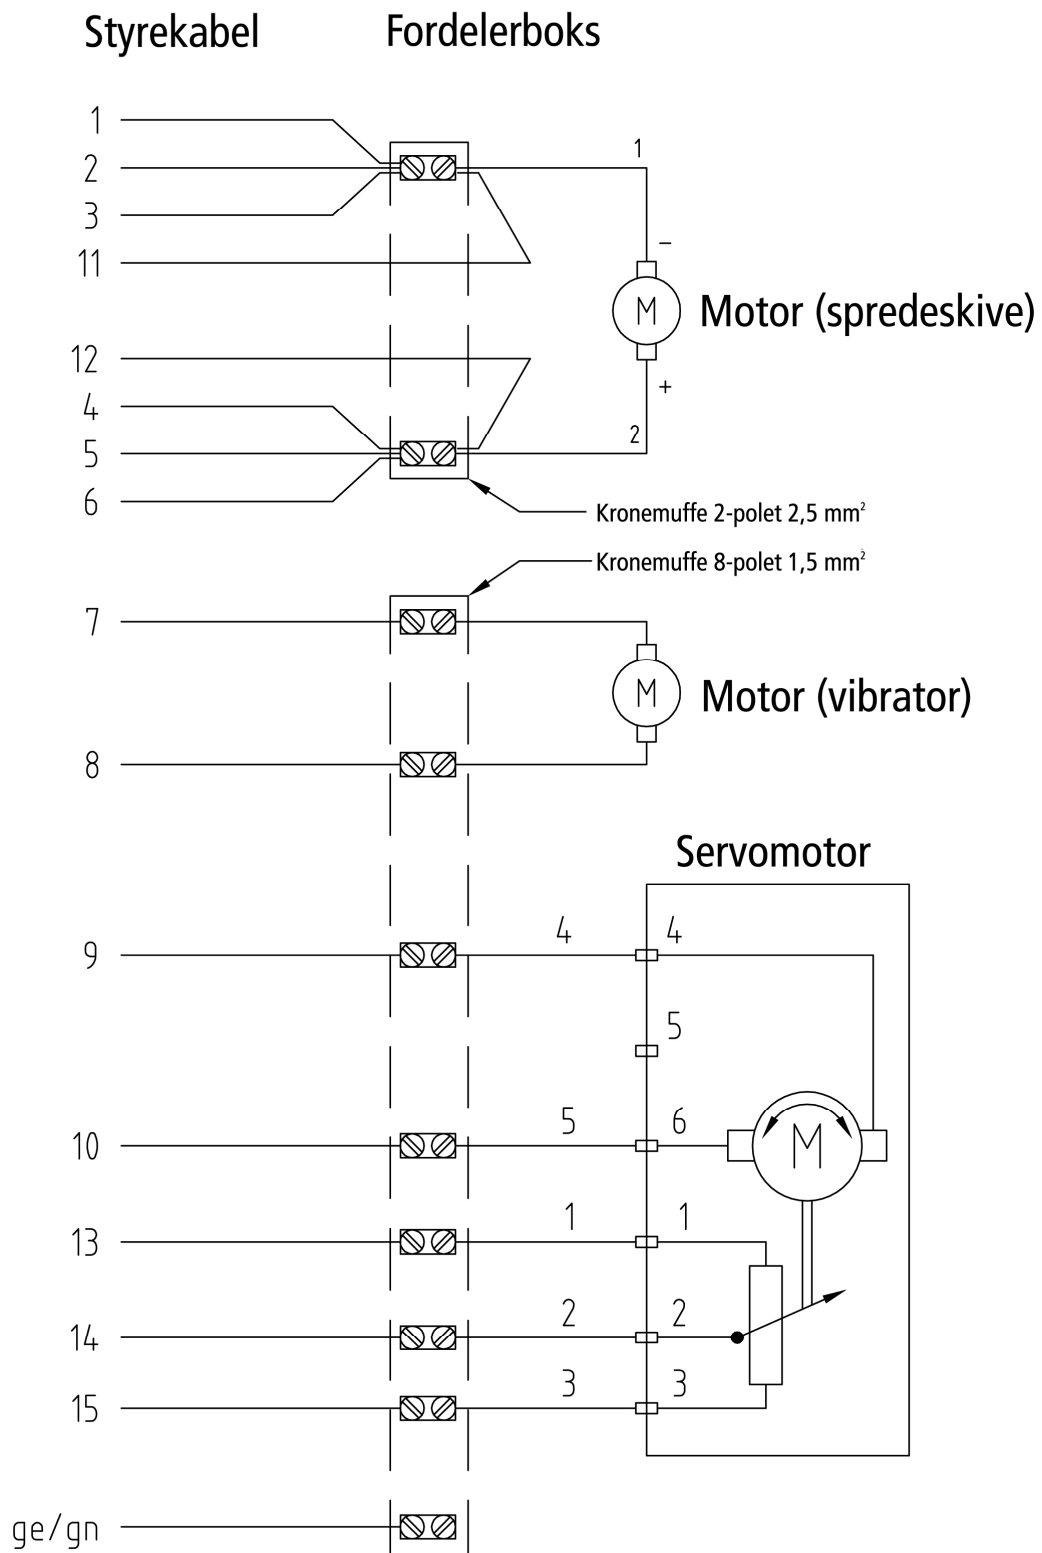 Styrekabel Fordelerboks
1
1
2
3
11
–
M
Motor (spredeskive)
12
+
4
2
5
6
Kronemuffe 2-polet 2,5 mm²
Kronemuffe 8-polet 1,5 mm²
7
M
Motor (vibrator)
8
Servomotor
9 4 4
5
10 5 6
M
13 1 1
14 2 2
15 3 3
ge/gn